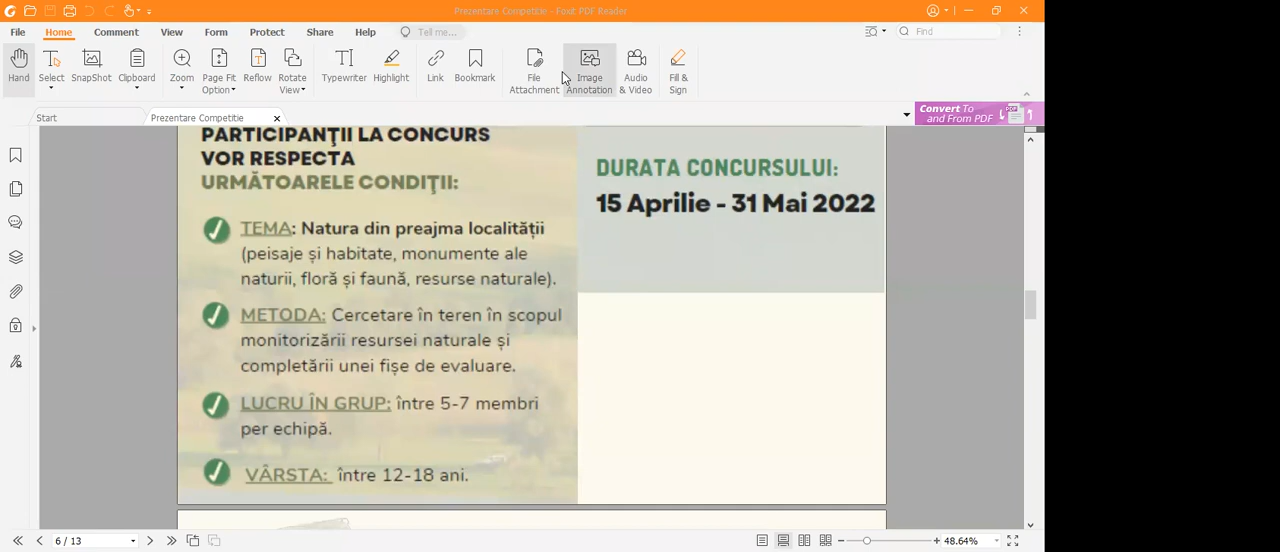 Prezentare Competitie - Foxit PDF Reader
File Home Comment View Form Protect Share Help Tell me... Find
Hand Select SnapShot Clipboard Zoom Page Fit Option Reflow Rotate View Typewriter Highlight Link Bookmark File Attachment Image Annotation Audio & Video Fill & Sign
Start Prezentare Competitie
Convert To
and From PDF
PDF
PARTICIPANȚII LA CONCURS
VOR RESPECTA
URMĂTOARELE CONDIȚII:
TEMA: Natura din preajma localității
(peisaje și habitate, monumente ale
naturii, floră și faună, resurse naturale).
METODA: Cercetare în teren în scopul
monitorizării resursei naturale și
completării unei fișe de evaluare.
LUCRU ÎN GRUP: între 5-7 membri
per echipă.
VÂRSTA: între 12-18 ani.
DURATA CONCURSULUI:
15 Aprilie - 31 Mai 2022
6 / 13
48.64%